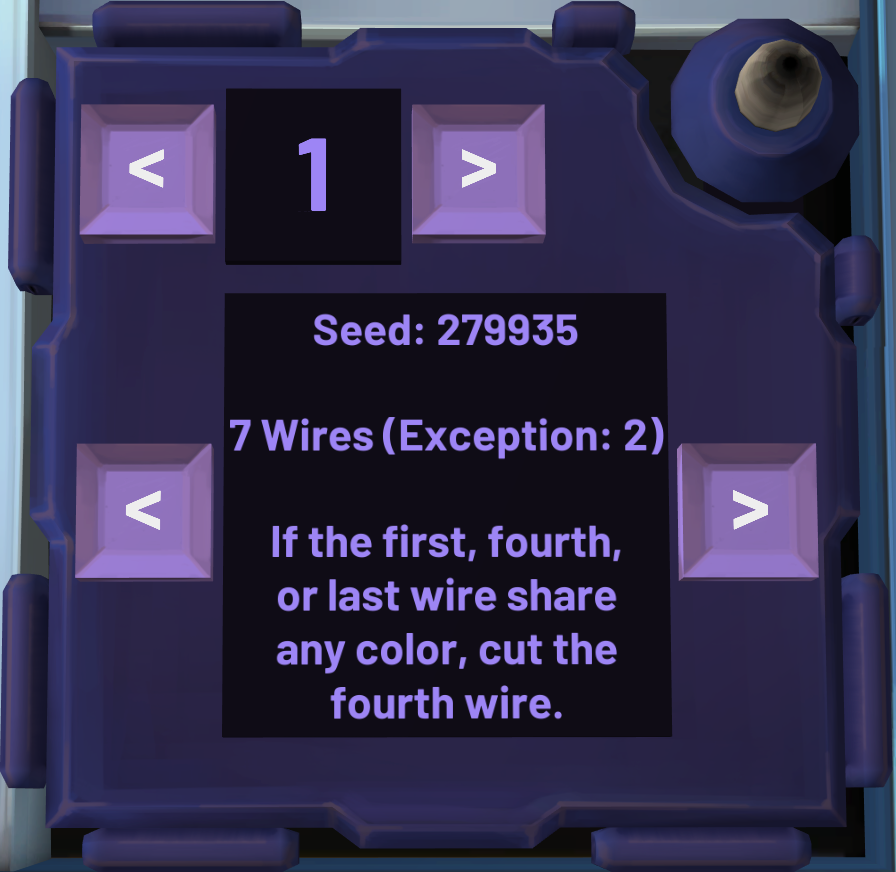 < 1 >
Seed: 279935
7 Wires (Exception: 2)
< >
If the first, fourth,
or last wire share
any color, cut the
fourth wire.